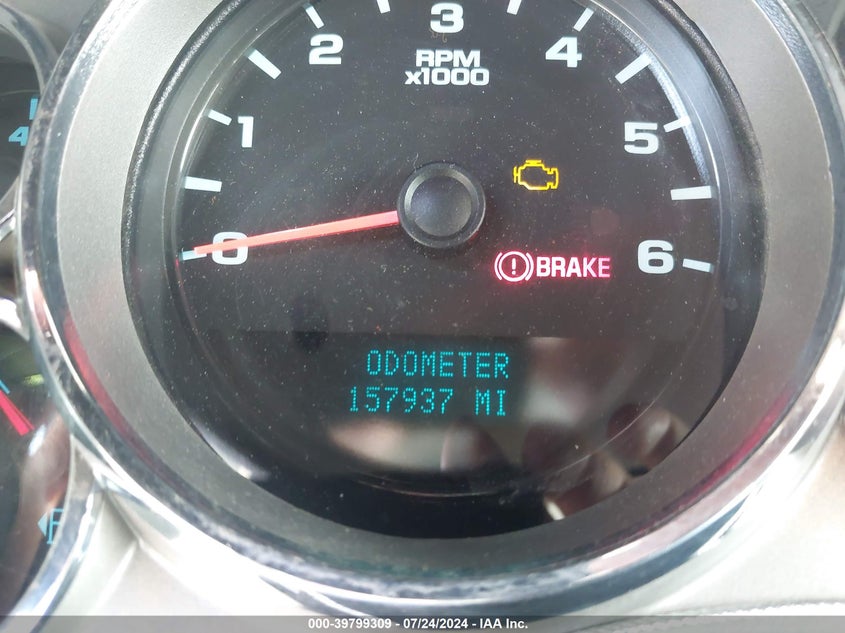 3
2
4
RPM
x1000
1
5
4
0
6
(!) BRAKE
ODOMETER
157937 MI
000-39799309 - 07/24/2024 - IAA Inc.